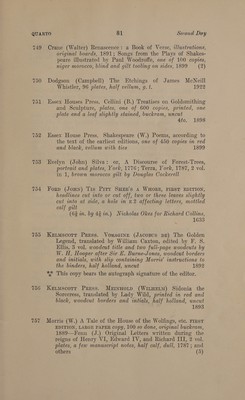 QUARTO 81 Second Day
749 Crane (Walter) Renascence: a Book of Verse, illustrations,
original boards, 1891; Songs from the Plays of Shakes-
peare illustrated by Paul Woodroffe, one of 100 copies,
niger morocco, blind and gilt tooling on sides, 1899 (2)
750 Dodgson (Campbell) The Etchings of James McNeill
Whistler, 96 plates, half vellum, g. t. 1922
751 Essex House Press. Cellini (B.) Treatises on Goldsmithing
and Sculpture, plates, one of 600 copies, printed, one
plate and a leaf slightly stained, buckram, uncut
4to. 1898
752 Essex House Press. Shakespeare (W.) Poems, according to
the text of the earliest editions, one of 450 copies in red
and black, vellum with ties 1899
753 Evelyn (John) Silva: or, a Discourse of Forest-Trees,
portrait and plates, York, 1776; Terra, York, 1787, 2 vol.
in 1, brown morocco gilt by Douglas Cockerell
754 Ford (John) Tis Pity Shee's a Whore, FIRST EDITION,
headlines cut into or cut off, two or three leaves slightly
cut into at side, a hole in K 2 affecting letters, mottled
calf gilt
(6¾ in. by 4¾ in.) Nicholas Okes for Richard Collins,
1633
755 Kelmscott Press. Voragine (Jacobus de) The Golden
Legend, translated by William Caxton, edited by F. S.
Ellis, 3 vol. woodcut title and two full-page woodcuts by
W. H. Hooper after Sir E. Burne-Jones, woodcut borders
and initials, with slip containing Morris' instructions to
the binders, half holland, uncut 1892
*** This copy bears the autograph signature of the editor.
756 Kelmscott Press. Meinhold (Wilhelm) Sidonia the
Sorceress, translated by Lady Wild, printed in red and
black, woodcut borders and initials, half holland, uncut
1893
757 Morris (W.) A Tale of the House of the Wolfings, etc. FIRST
EDITION, LARGE PAPER copy, 100 so done, original buckram,
1889—Fenn (J.) Original Letters written during the
reigns of Henry VI, Edward IV, and Richard III, 2 vol.
plates, a few manuscript notes, half calf, dull, 1787; and
others (5)